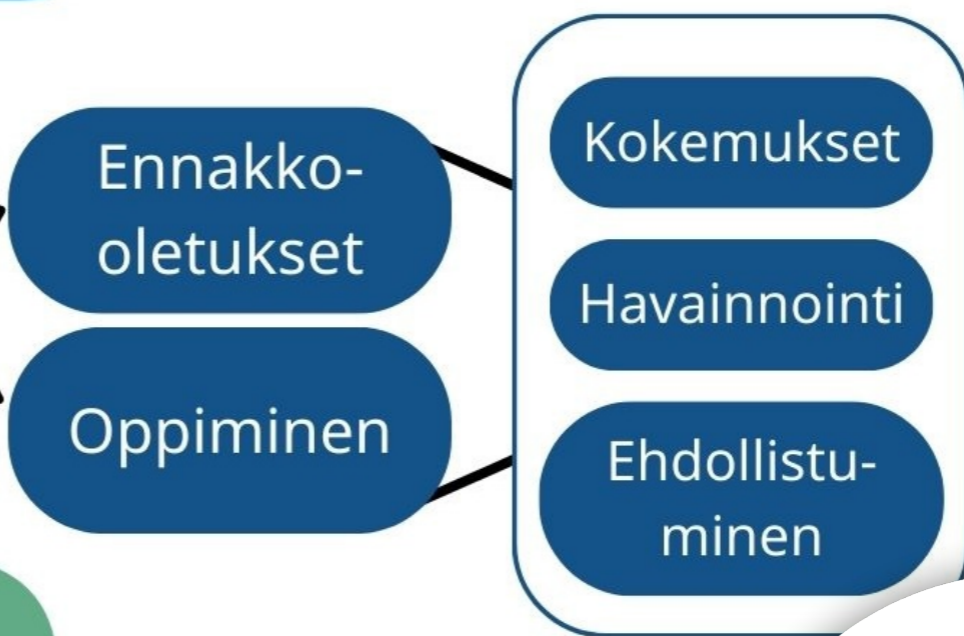 Ennakko-
oletukset
Oppiminen
Kokemukset
Havainnointi
Ehdollistu-
minen